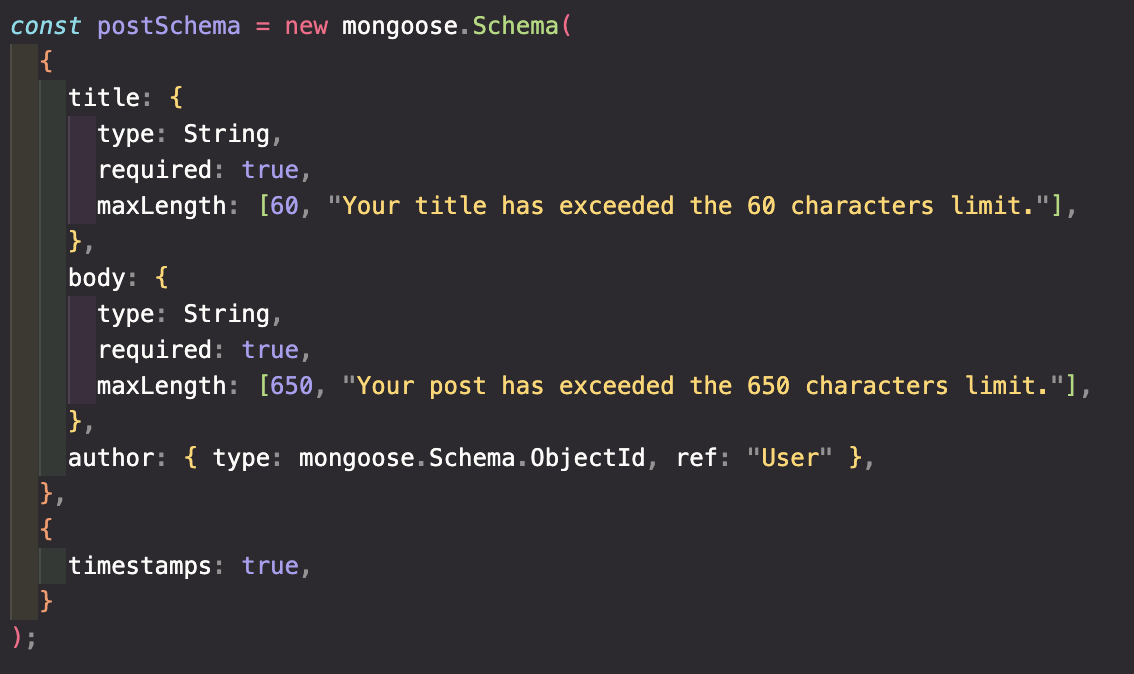 const postSchema = new mongoose.Schema(
  {
    title: {
      type: String,
      required: true,
      maxLength: [60, "Your title has exceeded the 60 characters limit."],
    },
    body: {
      type: String,
      required: true,
      maxLength: [650, "Your post has exceeded the 650 characters limit."],
    },
    author: { type: mongoose.Schema.ObjectId, ref: "User" },
  },
  {
    timestamps: true,
  }
);